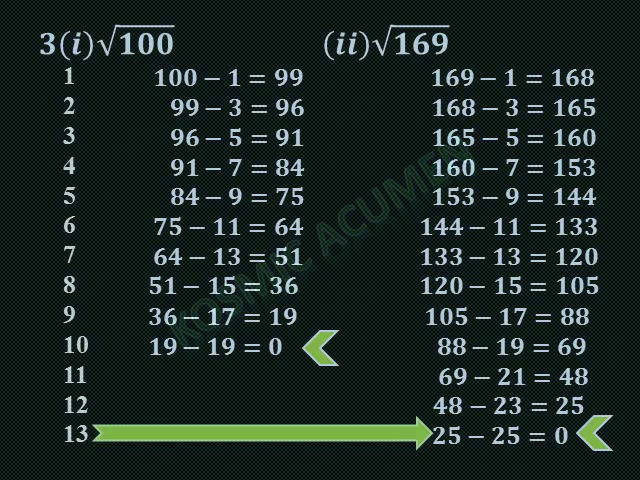 3(i)√100 (ii)√169
1 100 − 1 = 99 169 − 1 = 168
2 99 − 3 = 96 168 − 3 = 165
3 96 − 5 = 91 165 − 5 = 160
4 91 − 7 = 84 160 − 7 = 153
5 84 − 9 = 75 153 − 9 = 144
6 75 − 11 = 64 144 − 11 = 133
7 64 − 13 = 51 133 − 13 = 120
8 51 − 15 = 36 120 − 15 = 105
9 36 − 17 = 19 105 − 17 = 88
10 19 − 19 = 0 88 − 19 = 69
11 69 − 21 = 48
12 48 − 23 = 25
13 25 − 25 = 0
KOSMIC ACUMEN